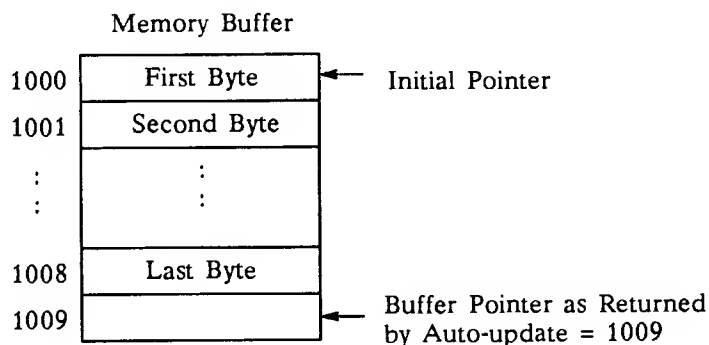 Memory Buffer
1000 First Byte Initial Pointer
1001 Second Byte
: :
: :
1008 Last Byte
1009 Buffer Pointer as Returned
by Auto-update = 1009